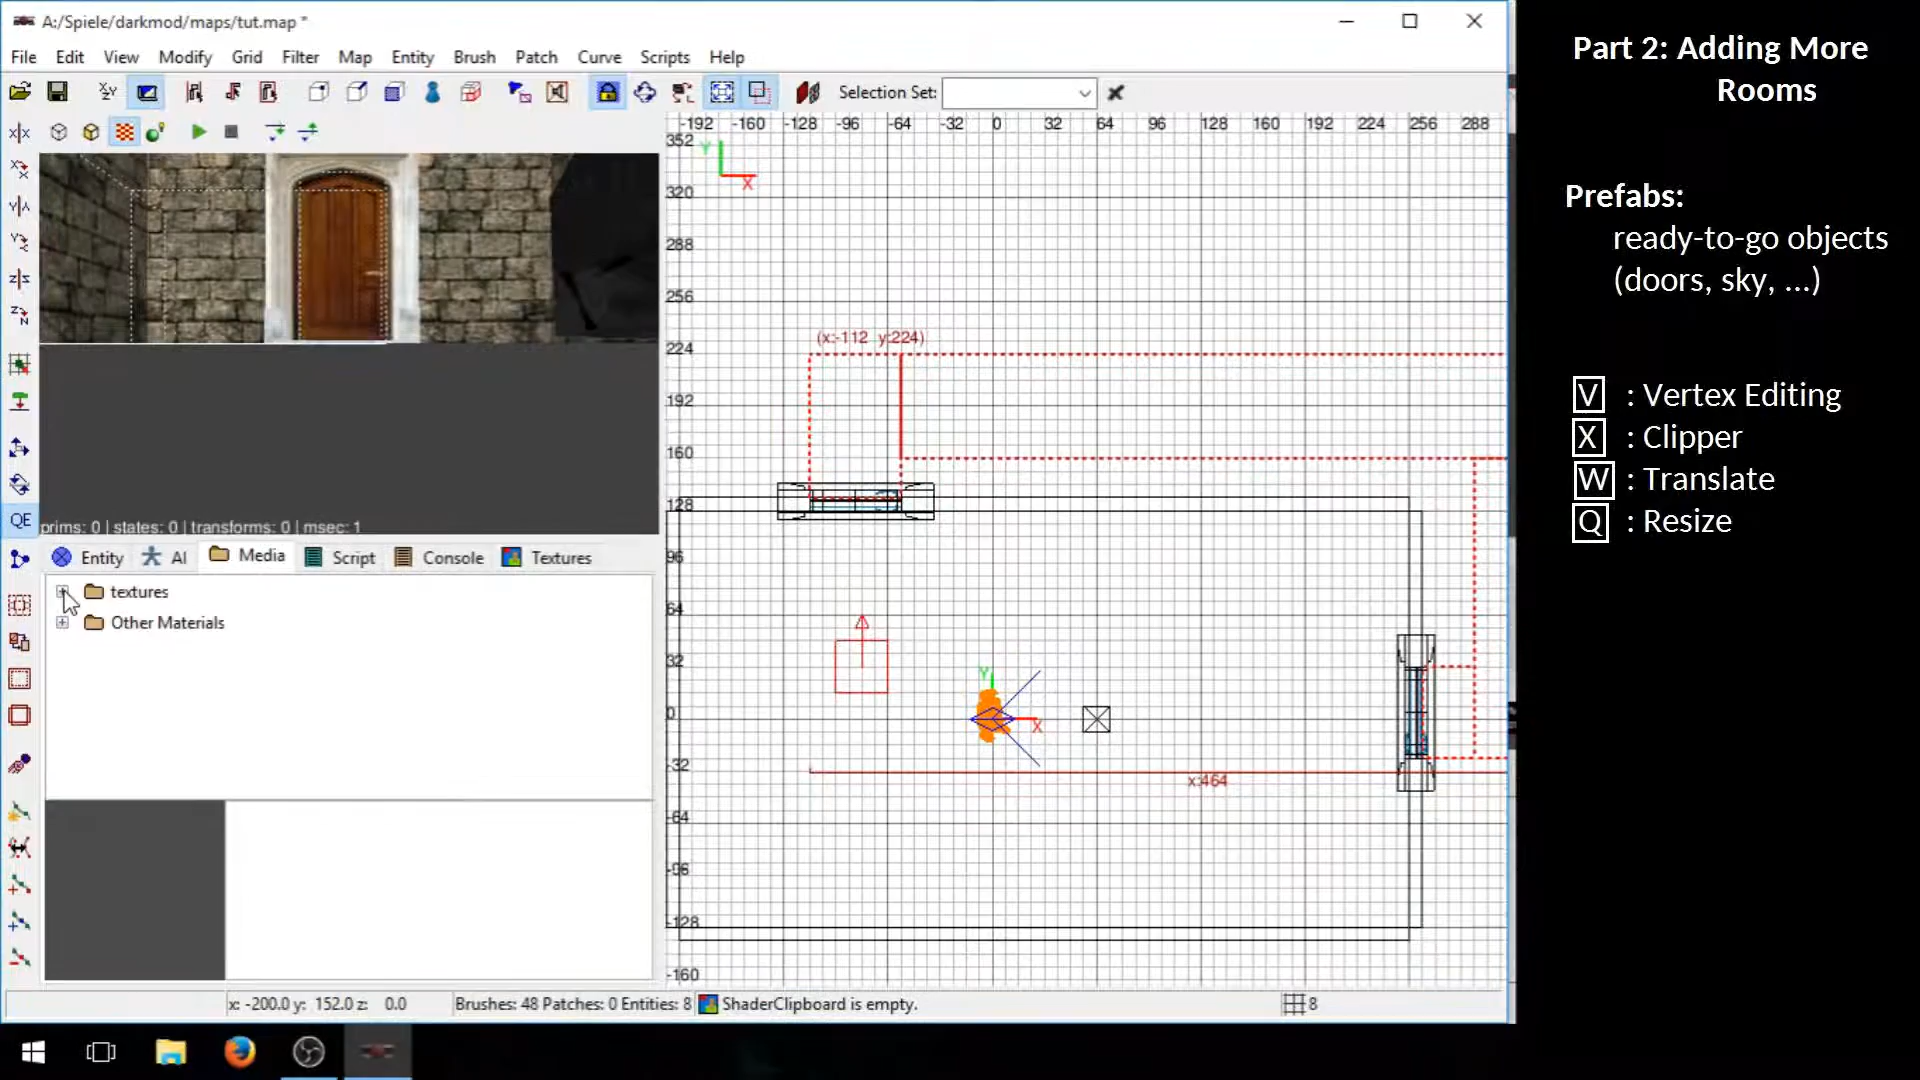 A:/Spiele/darkmod/maps/tut.map *
File Edit View Modify Grid Filter Map Entity Brush Patch Curve Scripts Help
Selection Set:
-192 -160 -128 -96 -64 -32 0 32 64 96 128 160 192 224 256 288
352
Y
X
320
288
256
(x:-112 y:224)
224
192
160
128
96
64
32
Y
X
0
-32
x:464
-64
-96
-128
-160
QE
prims: 0 | states: 0 | transforms: 0 | msec: 1
Entity AI Media Script Console Textures
textures
Other Materials
x: -200.0 y: 152.0 z: 0.0
Brushes: 48 Patches: 0 Entities: 8
ShaderClipboard is empty.
8
Part 2: Adding More
Rooms
Prefabs:
ready-to-go objects
(doors, sky, ...)
V : Vertex Editing
X : Clipper
W : Translate
Q : Resize